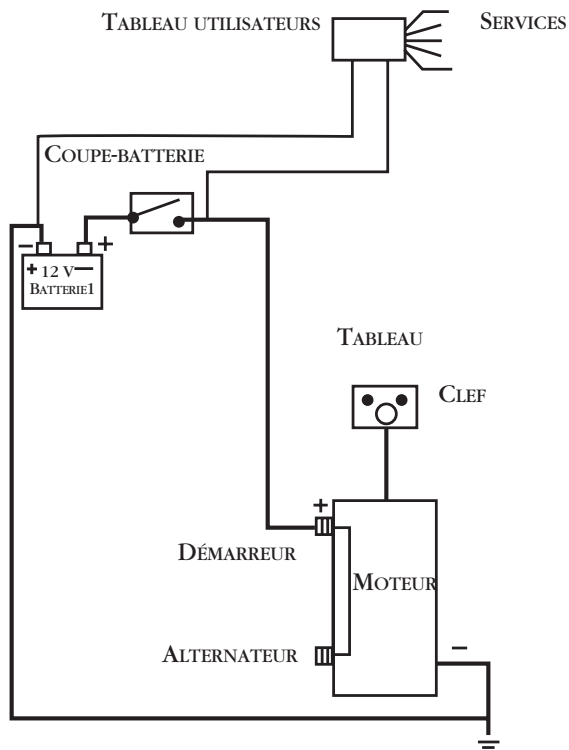 TABLEAU UTILISATEURS
SERVICES
COUPE-BATTERIE
– +
+ 12 V –
BATTERIE1
TABLEAU
CLEF
+
DÉMARREUR
MOTEUR
ALTERNATEUR
–